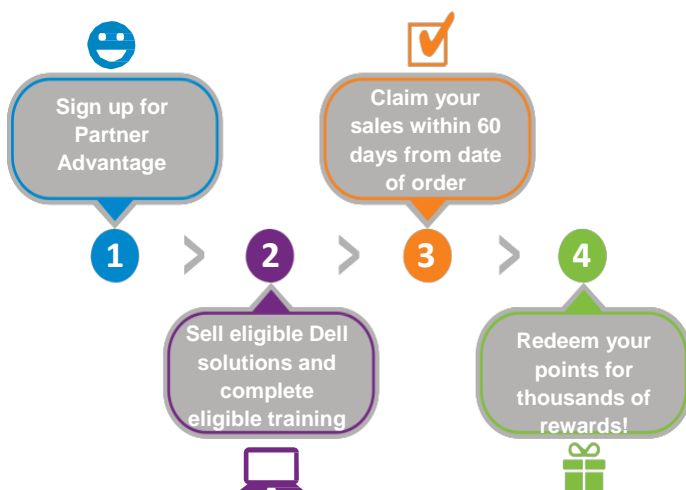 Sign up for
Partner
Advantage
1
>
2
Sell eligible Dell
solutions and
complete
eligible training
>
Claim your
sales within 60
days from date
of order
3
>
4
Redeem your
points for
thousands of
rewards!